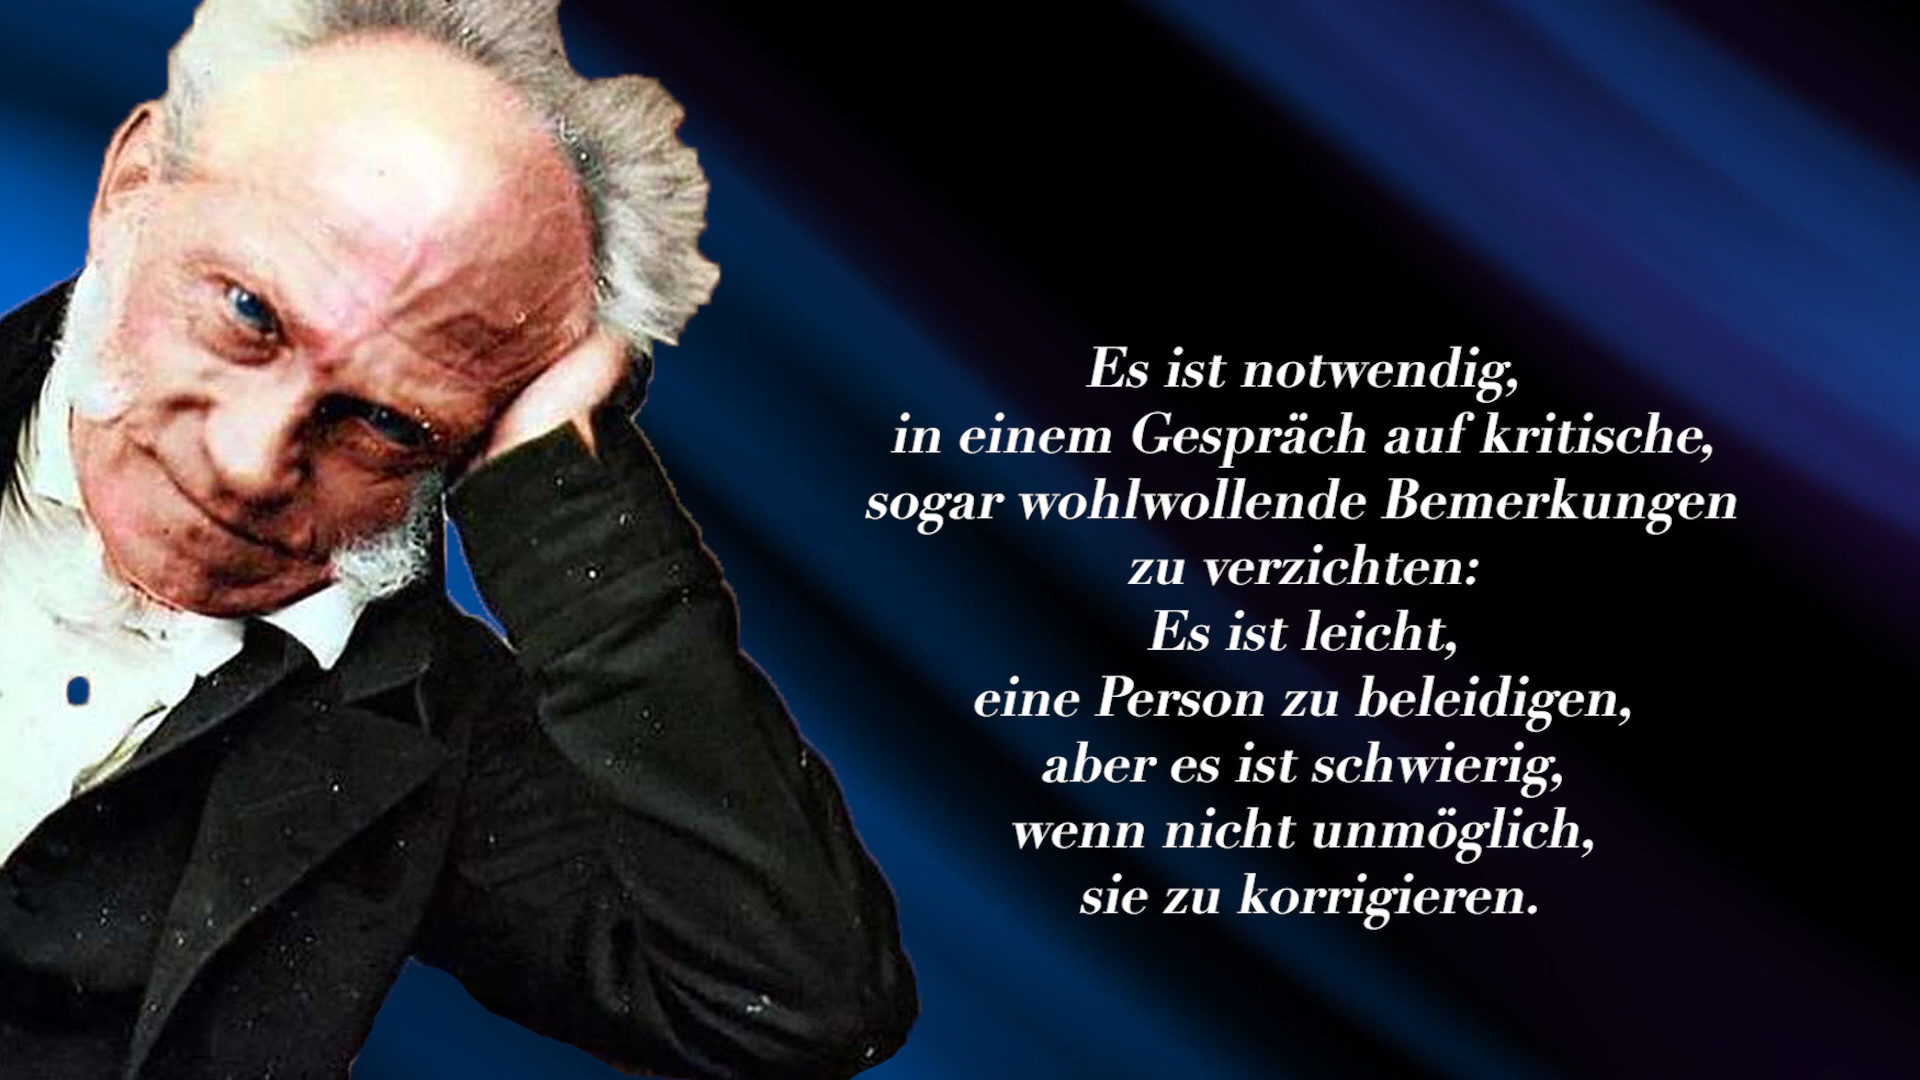 Es ist notwendig,
in einem Gespräch auf kritische,
sogar wohlwollende Bemerkungen
zu verzichten:
Es ist leicht,
eine Person zu beleidigen,
aber es ist schwierig,
wenn nicht unmöglich,
sie zu korrigieren.